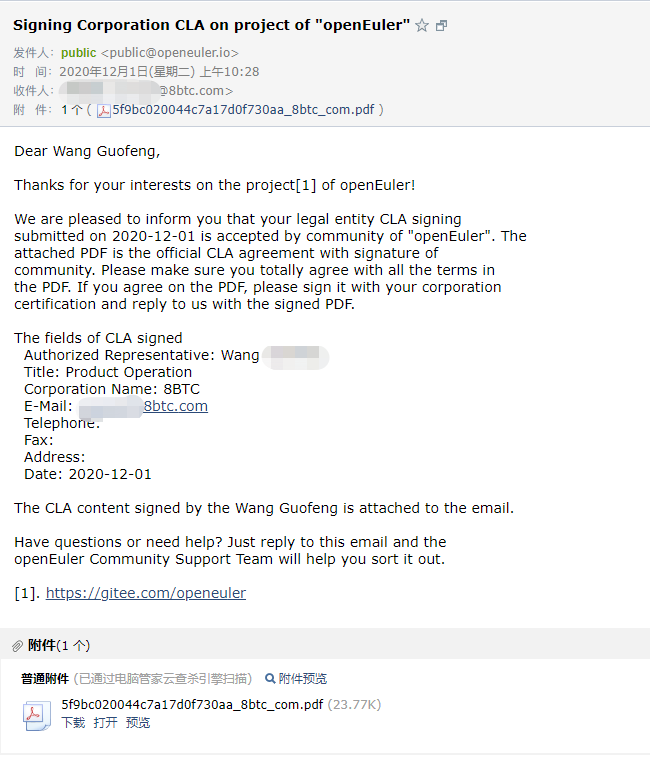 Signing Corporation CLA on project of "openEuler"
发件人：public <public@openeuler.io>
时 间：2020年12月1日(星期二) 上午10:28
收件人：@8btc.com>
附 件：1 个 ( 5f9bc020044c7a17d0f730aa_8btc_com.pdf )
Dear Wang Guofeng,
Thanks for your interests on the project[1] of openEuler!
We are pleased to inform you that your legal entity CLA signing
submitted on 2020-12-01 is accepted by community of "openEuler". The
attached PDF is the official CLA agreement with signature of
community. Please make sure you totally agree with all the terms in
the PDF. If you agree on the PDF, please sign it with your corporation
certification and reply to us with the signed PDF.
The fields of CLA signed
Authorized Representative: Wang
Title: Product Operation
Corporation Name: 8BTC
E-Mail: 8btc.com
Telephone:
Fax:
Address:
Date: 2020-12-01
The CLA content signed by the Wang Guofeng is attached to the email.
Have questions or need help? Just reply to this email and the
openEuler Community Support Team will help you sort it out.
[1]. https://gitee.com/openeuler
附件(1 个)
普通附件 (已通过电脑管家云查杀引擎扫描) 附件预览
5f9bc020044c7a17d0f730aa_8btc_com.pdf (23.77K)
下载 打开 预览